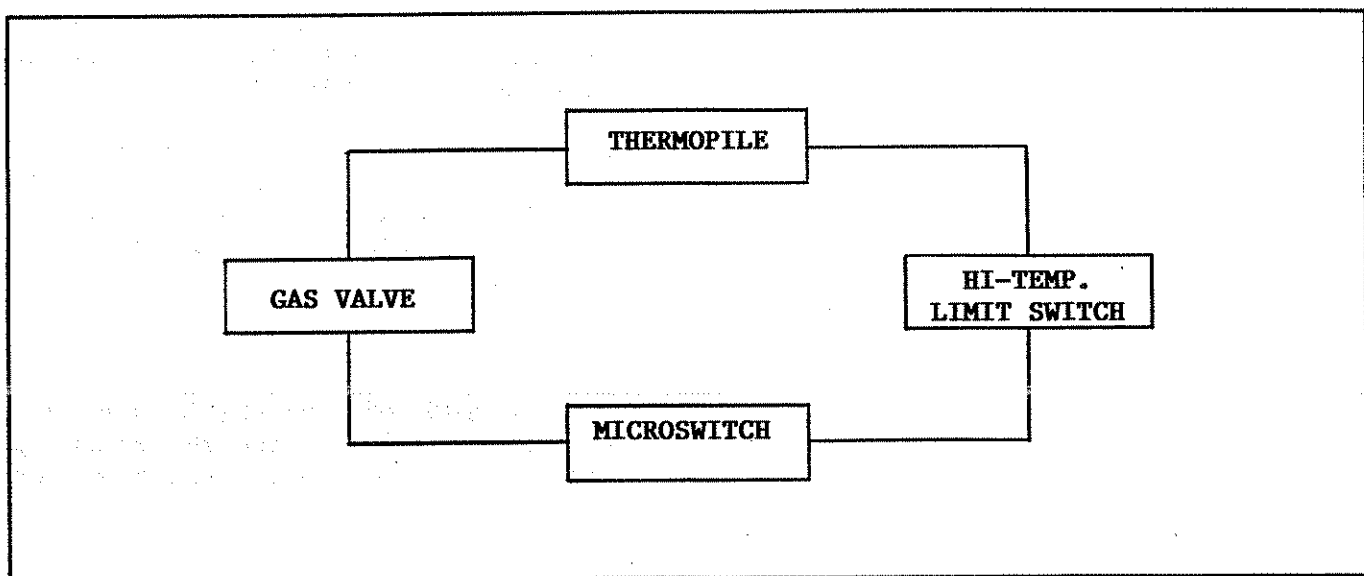 THERMOPILE
GAS VALVE
HI-TEMP.
LIMIT SWITCH
MICROSWITCH